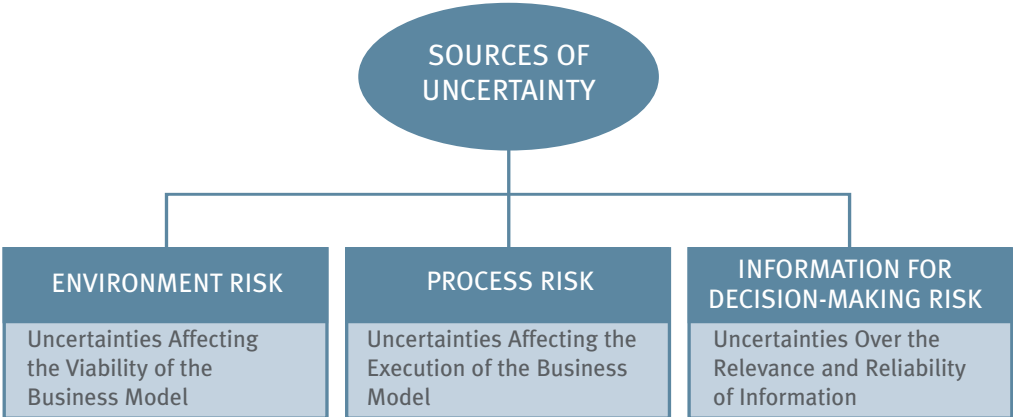 SOURCES OF
UNCERTAINTY
ENVIRONMENT RISK
Uncertainties Affecting
the Viability of the
Business Model
PROCESS RISK
Uncertainties Affecting the
Execution of the Business
Model
INFORMATION FOR
DECISION-MAKING RISK
Uncertainties Over the
Relevance and Reliability
of Information